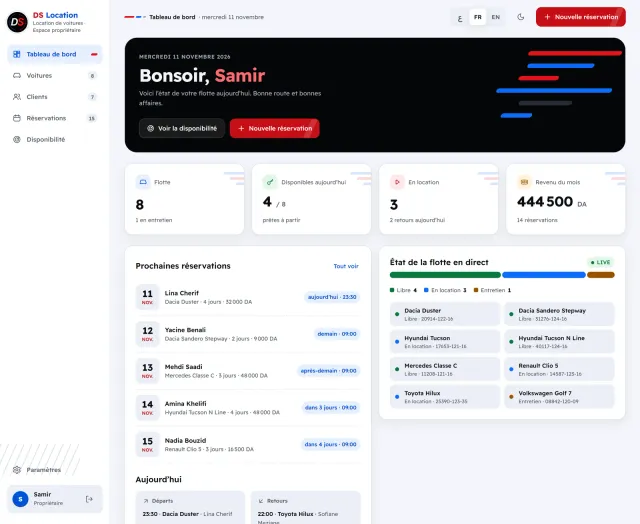 DS
DS Location
Location de voitures ·
Espace propriétaire
Tableau de bord
Voitures 8
Clients 7
Réservations 15
Disponibilité
Paramètres
S
Samir
Propriétaire
Tableau de bord · mercredi 11 novembre
ع FR EN
+ Nouvelle réservation
MERCREDI 11 NOVEMBRE 2026
Bonsoir, Samir
Voici l'état de votre flotte aujourd'hui. Bonne route et bonnes
affaires.
Voir la disponibilité
+ Nouvelle réservation
Flotte
8
1 en entretien
Disponibles aujourd'hui
4 / 8
prêtes à partir
En location
3
2 retours aujourd'hui
Revenu du mois
444 500 DA
14 réservations
Prochaines réservations
Tout voir
11 NOV.
Lina Cherif
Dacia Duster · 4 jours · 32 000 DA
aujourd'hui · 23:30
12 NOV.
Yacine Benali
Dacia Sandero Stepway · 2 jours · 9 000 DA
demain · 09:00
13 NOV.
Mehdi Saadi
Mercedes Classe C · 3 jours · 48 000 DA
après-demain · 09:00
14 NOV.
Amina Khelifi
Hyundai Tucson N Line · 4 jours · 48 000 DA
dans 3 jours · 09:00
15 NOV.
Nadia Bouzid
Renault Clio 5 · 3 jours · 16 500 DA
dans 4 jours · 09:00
Aujourd'hui
Départs
23:30 · Dacia Duster · Lina Cherif
Retours
22:00 · Toyota Hilux · Sofiane
Meziane
État de la flotte en direct
LIVE
Libre 4
En location 3
Entretien 1
Dacia Duster
Libre · 20914-122-16
Dacia Sandero Stepway
Libre · 31276-124-16
Hyundai Tucson
En location · 17653-121-16
Hyundai Tucson N Line
Libre · 40117-124-16
Mercedes Classe C
Libre · 11208-121-16
Renault Clio 5
En location · 14587-123-16
Toyota Hilux
En location · 25390-123-35
Volkswagen Golf 7
Entretien · 08842-120-09